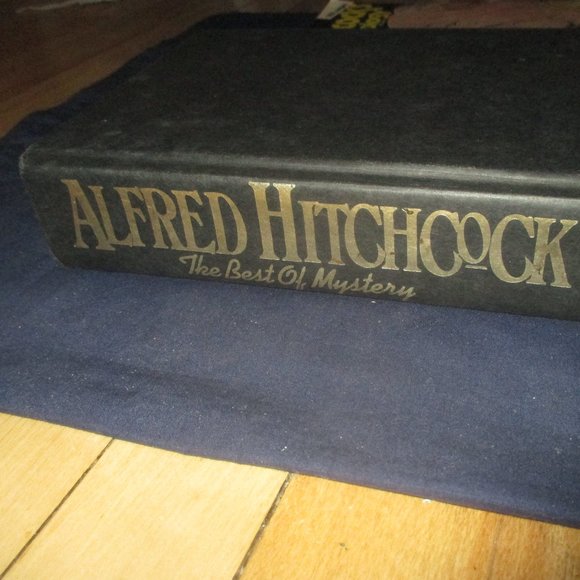 ALFRED HITCHCOCK
The Best Of Mystery